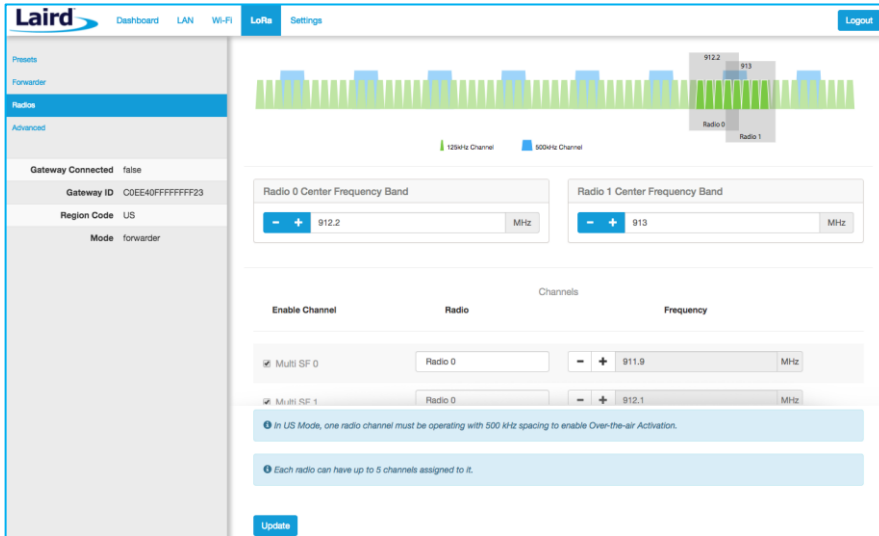 Laird
Dashboard LAN Wi-Fi LoRa Settings Logout
Presets
Forwarder
Radios
Advanced
Gateway Connected false
Gateway ID C0EE40FFFFFFFF23
Region Code US
Mode forwarder
912.2
913
Radio 0
Radio 1
125kHz Channel 500kHz Channel
Radio 0 Center Frequency Band Radio 1 Center Frequency Band
- + 912.2 MHz - + 913 MHz
Channels
Enable Channel Radio Frequency
Multi SF 0 Radio 0 - + 911.9 MHz
Multi SF 1 Radio 0 - + 912.1 MHz
In US Mode, one radio channel must be operating with 500 kHz spacing to enable Over-the-air Activation.
Each radio can have up to 5 channels assigned to it.
Update